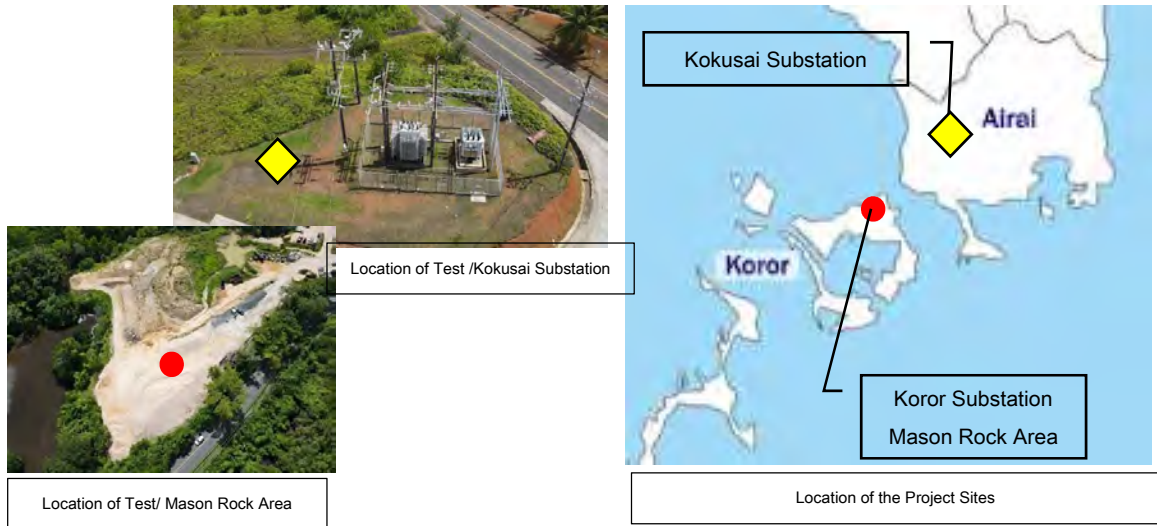 Kokusai Substation
Airai
Koror
Koror Substation
Mason Rock Area
Location of Test /Kokusai Substation
Location of Test/ Mason Rock Area
Location of the Project Sites